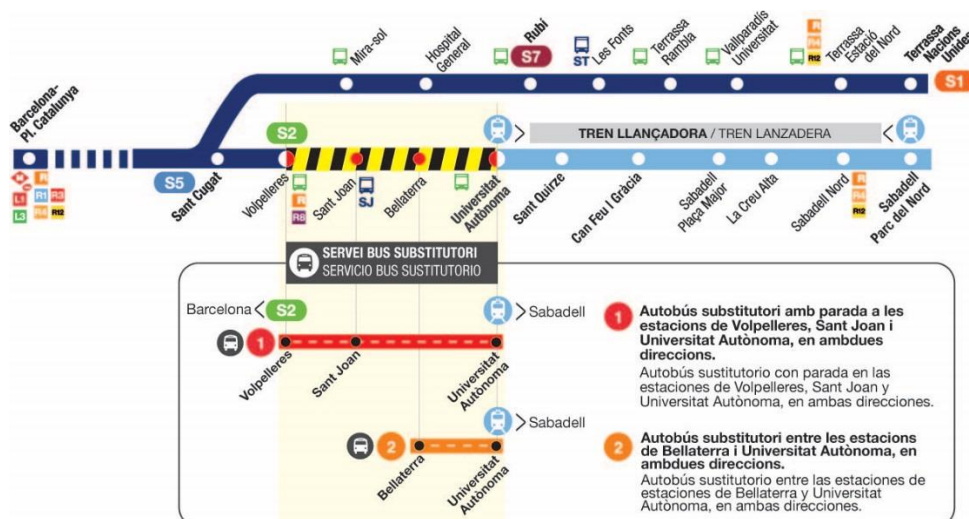 Barcelona-
Pl. Catalunya
Sant Cugat
Volpelleres
Mira-sol
Hospital
General
Rubí
S7
ST
Les Fonts
Terrassa
Rambla
Vallparadís
Universitat
R
R4
R12
Terrassa
Estació
del Nord
Terrassa
Nacions
Unides
S1
S2
S5
L1
L3
R
R1
R3
R4
R12
R
R8
Sant Joan
SJ
Bellaterra
Universitat
Autònoma
TREN LLANÇADORA / TREN LANZADERA
Sant Quirze
Can Feu I Gràcia
Sabadell
Plaça Major
La Creu Alta
Sabadell Nord
R
R4
R12
Sabadell
Parc del Nord
SERVEI BUS SUBSTITUTORI
SERVICIO BUS SUSTITUTORIO
Barcelona
S2
Sabadell
1
Volpelleres
Sant Joan
Universitat
Autònoma
Sabadell
2
Bellaterra
Universitat
Autònoma
1
Autobús substitutori amb parada a les
estacions de Volpelleres, Sant Joan i
Universitat Autònoma, en ambdues
direccions.
Autobús sustitutorio con parada en las
estaciones de Volpelleres, Sant Joan y
Universitat Autònoma, en ambas direcciones.
2
Autobús substitutori entre les estacions
de Bellaterra i Universitat Autònoma, en
ambdues direccions.
Autobús sustitutorio entre las estaciones de
estaciones de Bellaterra y Universitat
Autònoma, en ambas direcciones.